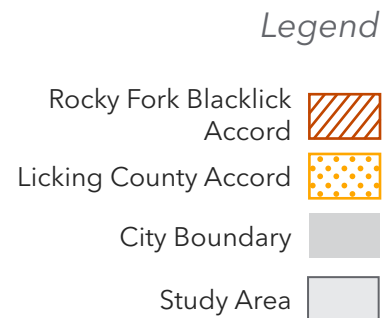 Legend
Rocky Fork Blacklick
Accord
Licking County Accord
City Boundary
Study Area